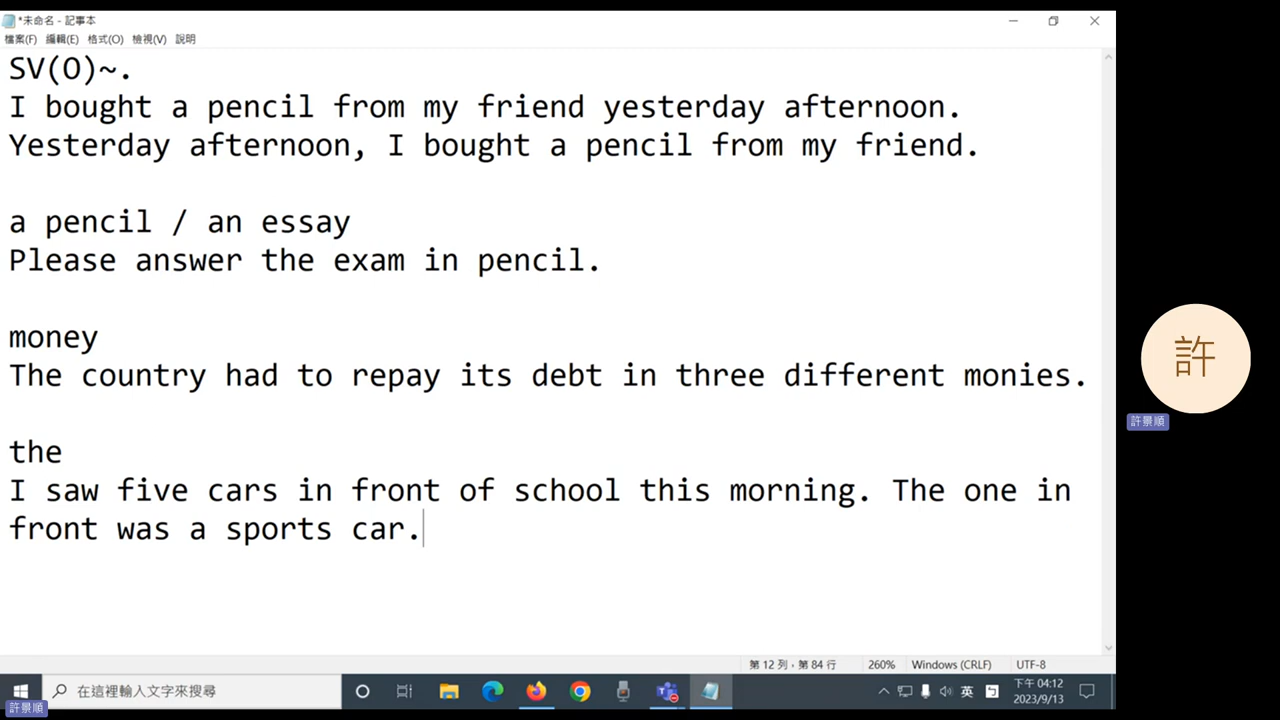 *未命名 - 記事本
檔案(F) 編輯(E) 格式(O) 檢視(V) 說明
SV(O)~.
I bought a pencil from my friend yesterday afternoon.
Yesterday afternoon, I bought a pencil from my friend.
a pencil / an essay
Please answer the exam in pencil.
money
The country had to repay its debt in three different monies.
the
I saw five cars in front of school this morning. The one in
front was a sports car.
許
許景順
第 12 列，第 84 行 260% Windows (CRLF) UTF-8
在這裡輸入文字來搜尋
英
下午 04:12
2023/9/13
許景順